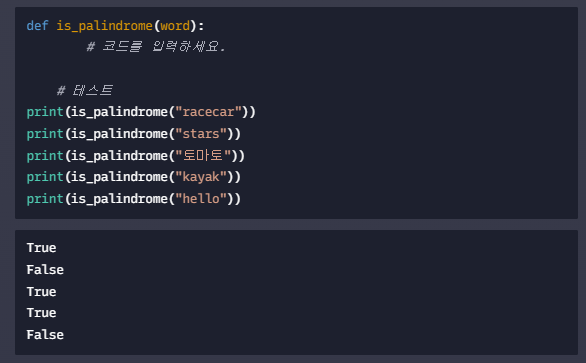 def is_palindrome(word):
# 코드를 입력하세요.
# 테스트
print(is_palindrome("racecar"))
print(is_palindrome("stars"))
print(is_palindrome("토마토"))
print(is_palindrome("kayak"))
print(is_palindrome("hello"))
True
False
True
True
False